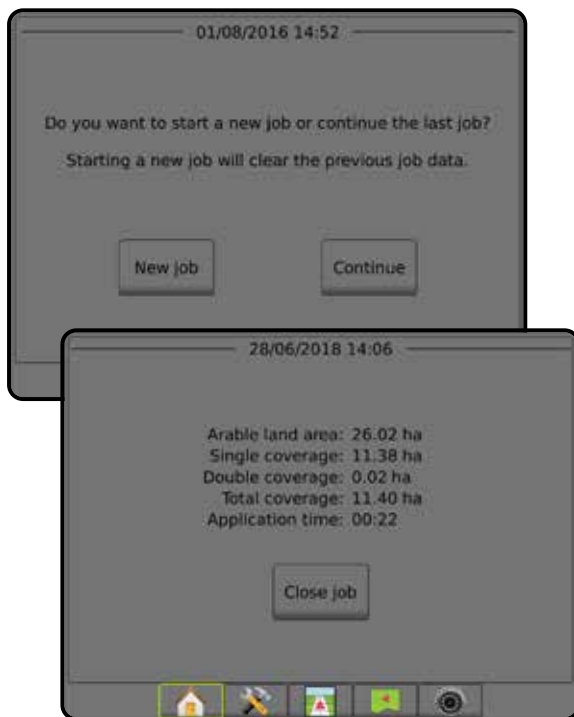 01/08/2016 14:52
Do you want to start a new job or continue the last job?
Starting a new job will clear the previous job data.
New job
Continue
28/06/2018 14:06
Arable land area: 26.02 ha
Single coverage: 11.38 ha
Double coverage: 0.02 ha
Total coverage: 11.40 ha
Application time: 00:22
Close job